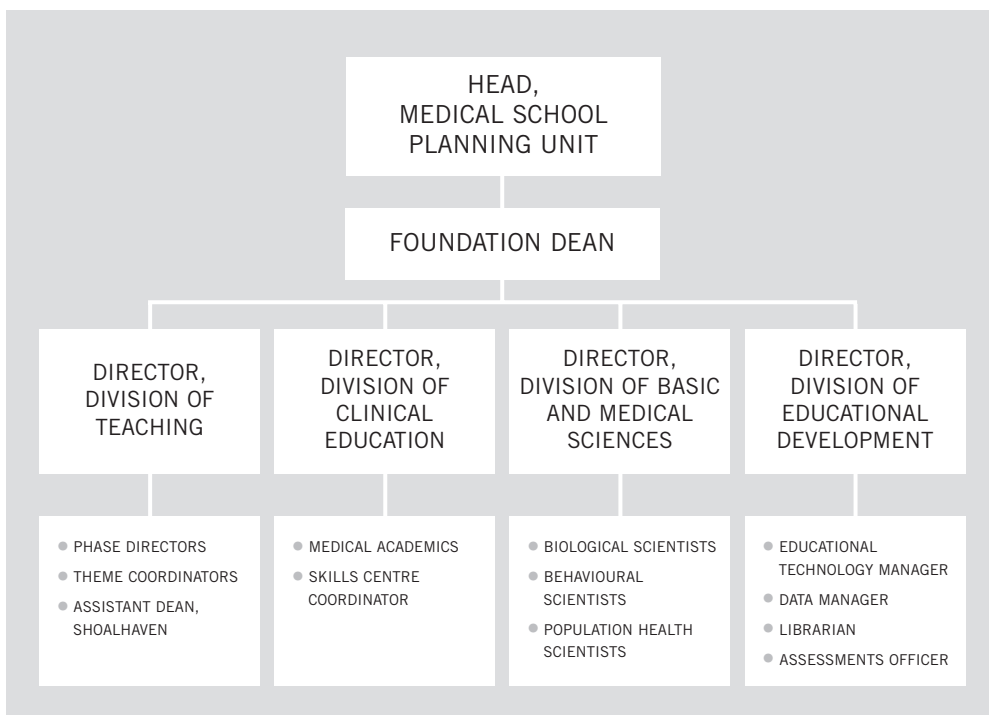 HEAD,
MEDICAL SCHOOL
PLANNING UNIT
FOUNDATION DEAN
DIRECTOR,
DIVISION OF
TEACHING
DIRECTOR,
DIVISION OF
CLINICAL
EDUCATION
DIRECTOR,
DIVISION OF BASIC
AND MEDICAL
SCIENCES
DIRECTOR,
DIVISION OF
EDUCATIONAL
DEVELOPMENT
● PHASE DIRECTORS
● THEME COORDINATORS
● ASSISTANT DEAN,
SHOALHAVEN
● MEDICAL ACADEMICS
● SKILLS CENTRE
COORDINATOR
● BIOLOGICAL SCIENTISTS
● BEHAVIOURAL
SCIENTISTS
● POPULATION HEALTH
SCIENTISTS
● EDUCATIONAL
TECHNOLOGY MANAGER
● DATA MANAGER
● LIBRARIAN
● ASSESSMENTS OFFICER